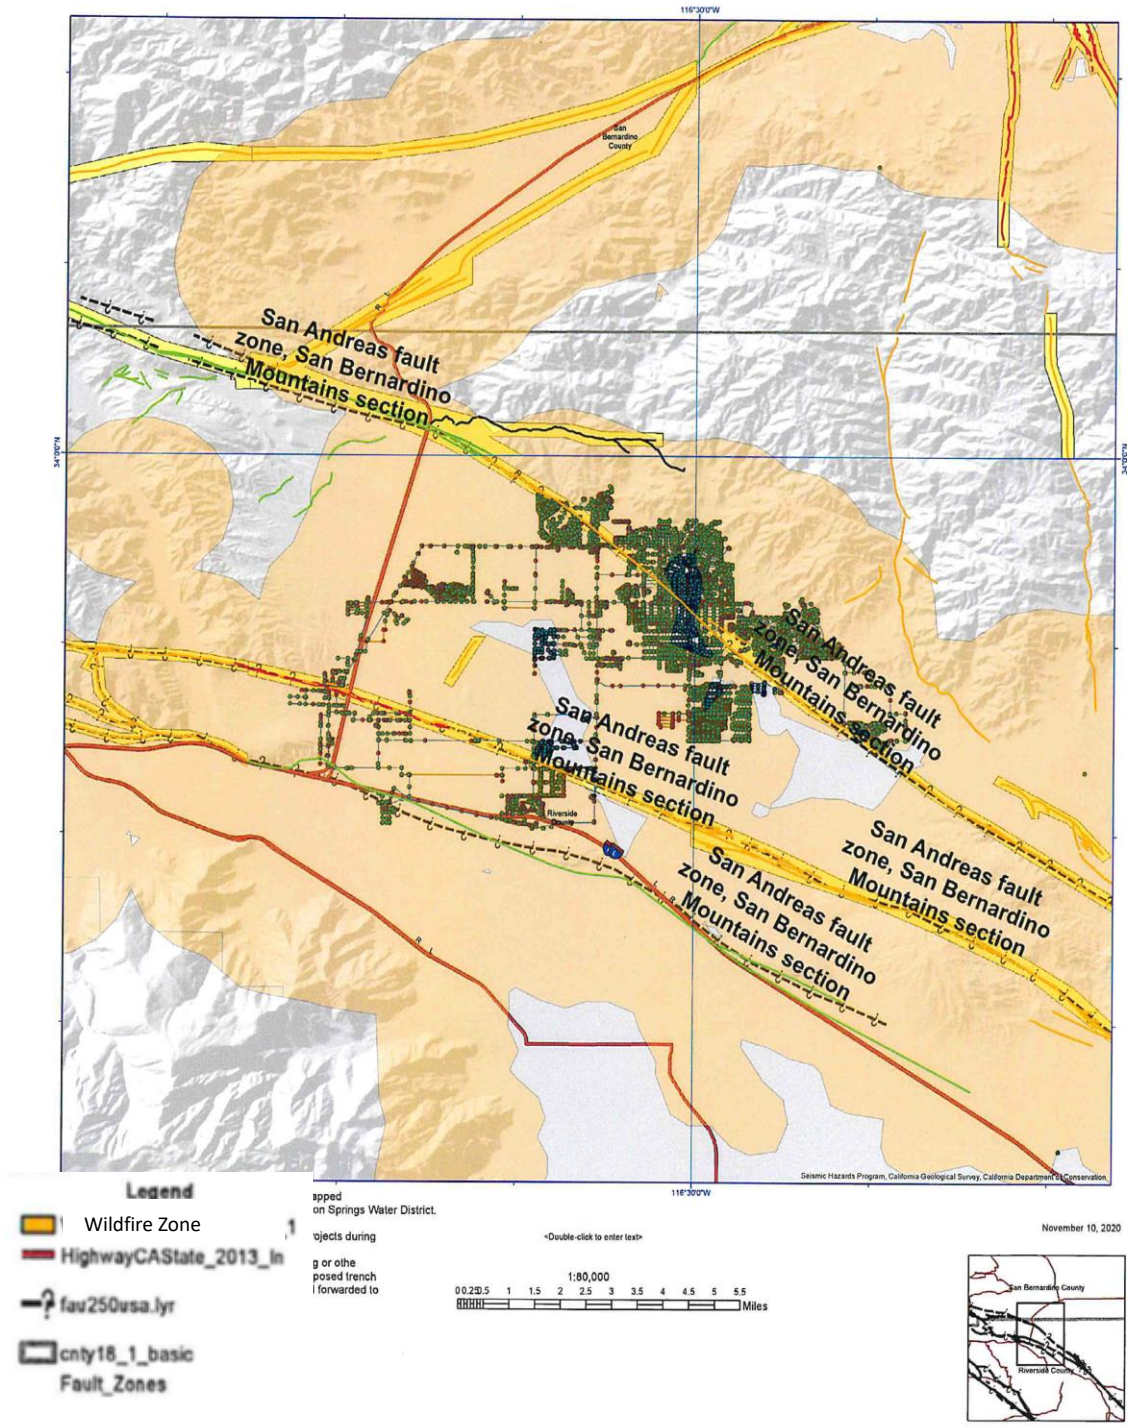 116°30'0"W
San
Bernardino
County
San Andreas fault
zone, San Bernardino
Mountains section
34°0'0"N
34°0'0"N
San Andreas fault
zone, San Bernardino
Mountains section
San Andreas fault
zone, San Bernardino
Mountains section
Riverside
County
San Andreas fault
zone, San Bernardino
Mountains section
San Andreas fault
zone, San Bernardino
Mountains section
Seismic Hazards Program, California Geological Survey, California Department of Conservation
116°30'0"W
Legend
Wildfire Zone
1
HighwayCAState_2013_In
fau250usa.lyr
cnty18_1_basic
Fault_Zones
apped
on Springs Water District.
rojects during
g or othe
posed trench
l forwarded to
<Double-click to enter text>
November 10, 2020
1:80,000
0 0.25 0.5 1 1.5 2 2.5 3 3.5 4 4.5 5 5.5
Miles
San Bernardino County
Riverside County